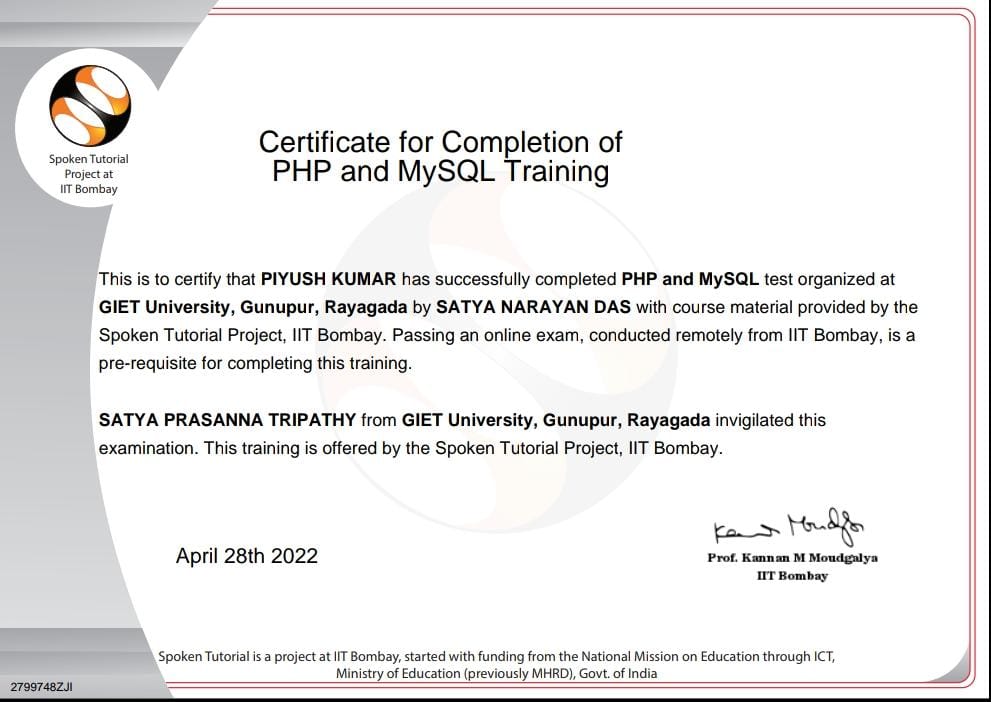 Spoken Tutorial
Project at
IIT Bombay
Certificate for Completion of
PHP and MySQL Training
This is to certify that PIYUSH KUMAR has successfully completed PHP and MySQL test organized at
GIET University, Gunupur, Rayagada by SATYA NARAYAN DAS with course material provided by the
Spoken Tutorial Project, IIT Bombay. Passing an online exam, conducted remotely from IIT Bombay, is a
pre-requisite for completing this training.
SATYA PRASANNA TRIPATHY from GIET University, Gunupur, Rayagada invigilated this
examination. This training is offered by the Spoken Tutorial Project, IIT Bombay.
April 28th 2022
Prof. Kannan M Moudgalya
IIT Bombay
Spoken Tutorial is a project at IIT Bombay, started with funding from the National Mission on Education through ICT,
Ministry of Education (previously MHRD), Govt. of India
2799748ZJI